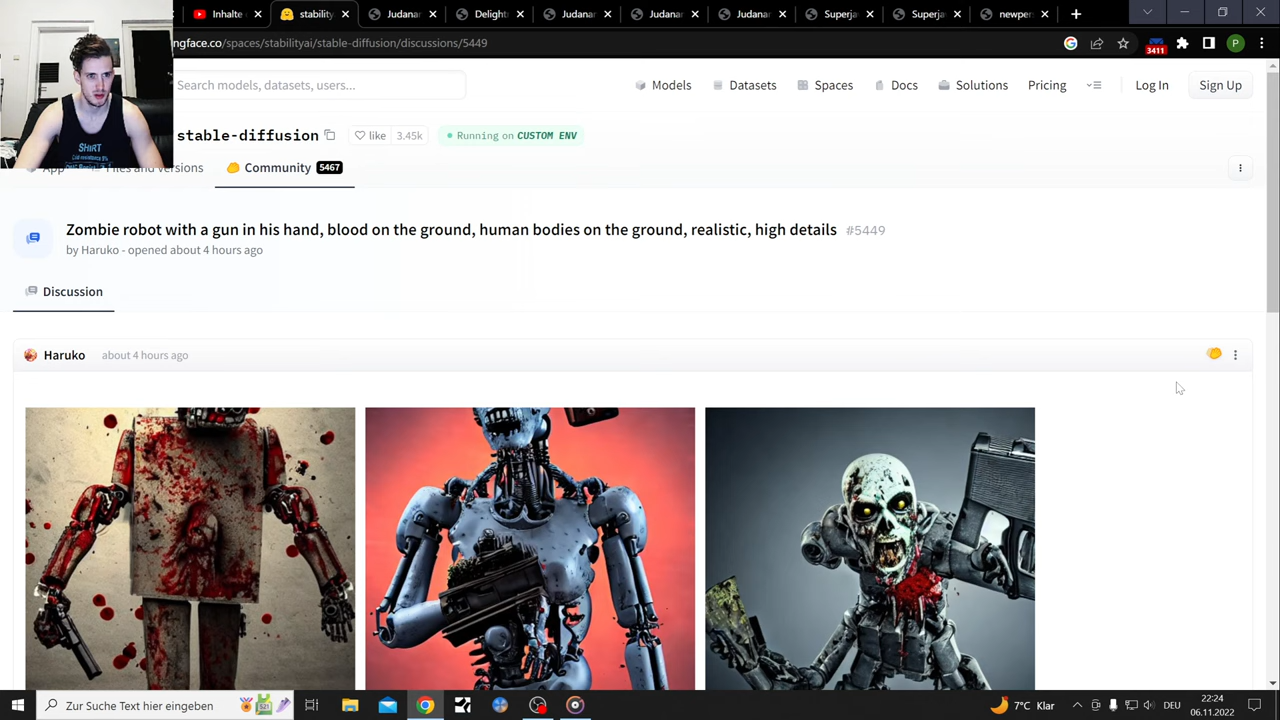 Inhalte
stability
Judanar
Delight
Judanar
Judanar
Judanar
Superja
Superja
newper
ngface.co/spaces/stabilityai/stable-diffusion/discussions/5449
3411
P
Search models, datasets, users...
Models
Datasets
Spaces
Docs
Solutions
Pricing
Log In
Sign Up
stable-diffusion
like
3.45k
Running on CUSTOM ENV
SHIRT
App
Files and versions
Community 5467
Zombie robot with a gun in his hand, blood on the ground, human bodies on the ground, realistic, high details #5449
by Haruko - opened about 4 hours ago
Discussion
Haruko about 4 hours ago
Zur Suche Text hier eingeben
7°C Klar
DEU
22:24
06.11.2022